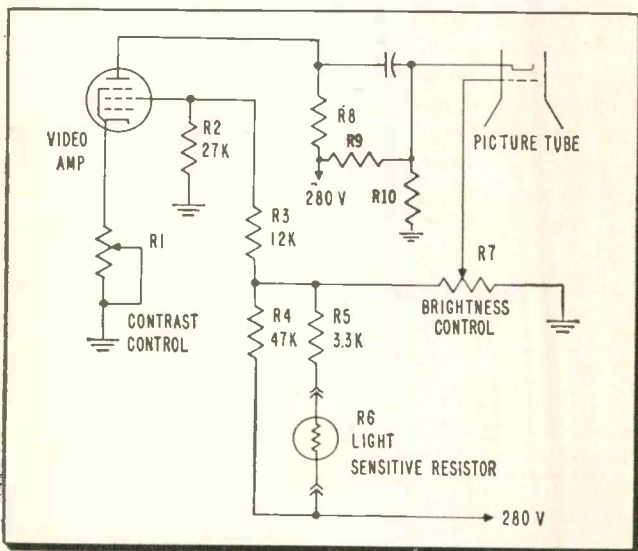 VIDEO
AMP
R1
CONTRAST
CONTROL
R2
27K
R3
12K
R4
47K
R5
3.3K
R6
LIGHT
SENSITIVE RESISTOR
R8
R9
280 V
R10
PICTURE TUBE
R7
BRIGHTNESS
CONTROL
280 V